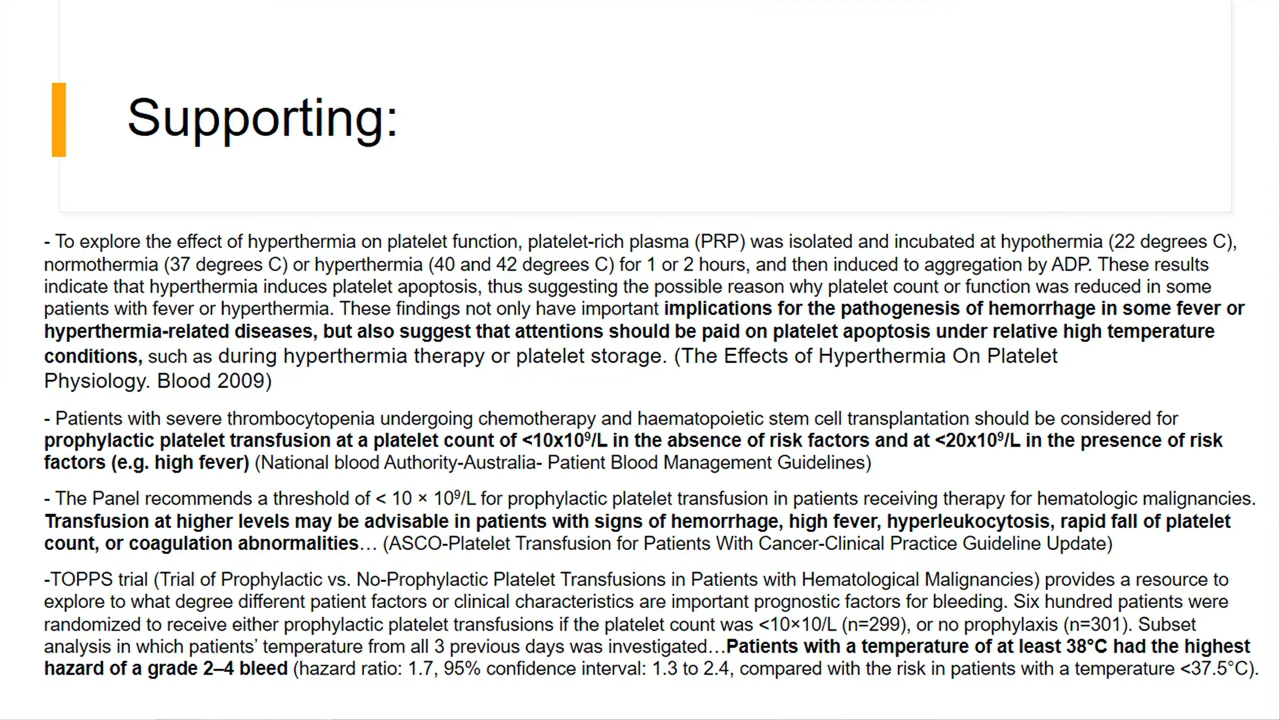 Supporting:
- To explore the effect of hyperthermia on platelet function, platelet-rich plasma (PRP) was isolated and incubated at hypothermia (22 degrees C),
normothermia (37 degrees C) or hyperthermia (40 and 42 degrees C) for 1 or 2 hours, and then induced to aggregation by ADP. These results
indicate that hyperthermia induces platelet apoptosis, thus suggesting the possible reason why platelet count or function was reduced in some
patients with fever or hyperthermia. These findings not only have important implications for the pathogenesis of hemorrhage in some fever or
hyperthermia-related diseases, but also suggest that attentions should be paid on platelet apoptosis under relative high temperature
conditions, such as during hyperthermia therapy or platelet storage. (The Effects of Hyperthermia On Platelet
Physiology. Blood 2009)
- Patients with severe thrombocytopenia undergoing chemotherapy and haematopoietic stem cell transplantation should be considered for
prophylactic platelet transfusion at a platelet count of <10x10⁹/L in the absence of risk factors and at <20x10⁹/L in the presence of risk
factors (e.g. high fever) (National blood Authority-Australia- Patient Blood Management Guidelines)
- The Panel recommends a threshold of < 10 × 10⁹/L for prophylactic platelet transfusion in patients receiving therapy for hematologic malignancies.
Transfusion at higher levels may be advisable in patients with signs of hemorrhage, high fever, hyperleukocytosis, rapid fall of platelet
count, or coagulation abnormalities… (ASCO-Platelet Transfusion for Patients With Cancer-Clinical Practice Guideline Update)
-TOPPS trial (Trial of Prophylactic vs. No-Prophylactic Platelet Transfusions in Patients with Hematological Malignancies) provides a resource to
explore to what degree different patient factors or clinical characteristics are important prognostic factors for bleeding. Six hundred patients were
randomized to receive either prophylactic platelet transfusions if the platelet count was <10×10/L (n=299), or no prophylaxis (n=301). Subset
analysis in which patients’ temperature from all 3 previous days was investigated…Patients with a temperature of at least 38°C had the highest
hazard of a grade 2–4 bleed (hazard ratio: 1.7, 95% confidence interval: 1.3 to 2.4, compared with the risk in patients with a temperature <37.5°C).